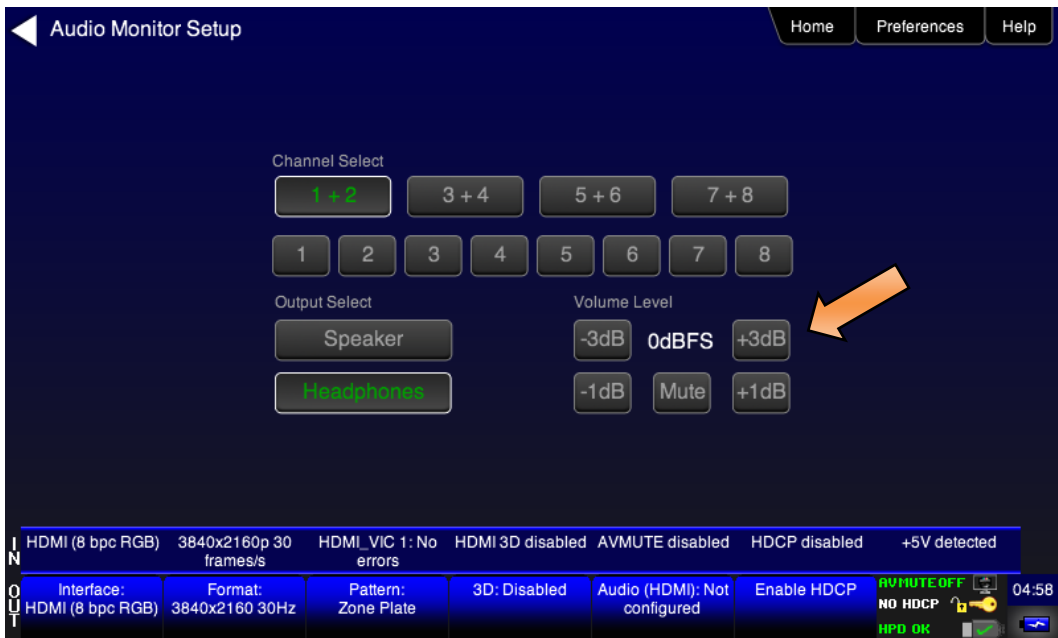 Audio Monitor Setup
Home
Preferences
Help
Channel Select
1 + 2
3 + 4
5 + 6
7 + 8
1
2
3
4
5
6
7
8
Output Select
Volume Level
Speaker
-3dB
0dBFS
+3dB
Headphones
-1dB
Mute
+1dB
IN
HDMI (8 bpc RGB)
3840x2160p 30
frames/s
HDMI_VIC 1: No
errors
HDMI 3D disabled
AVMUTE disabled
HDCP disabled
+5V detected
OUT
Interface:
HDMI (8 bpc RGB)
Format:
3840x2160 30Hz
Pattern:
Zone Plate
3D: Disabled
Audio (HDMI): Not
configured
Enable HDCP
AVMUTE OFF
NO HDCP
HPD OK
04:58